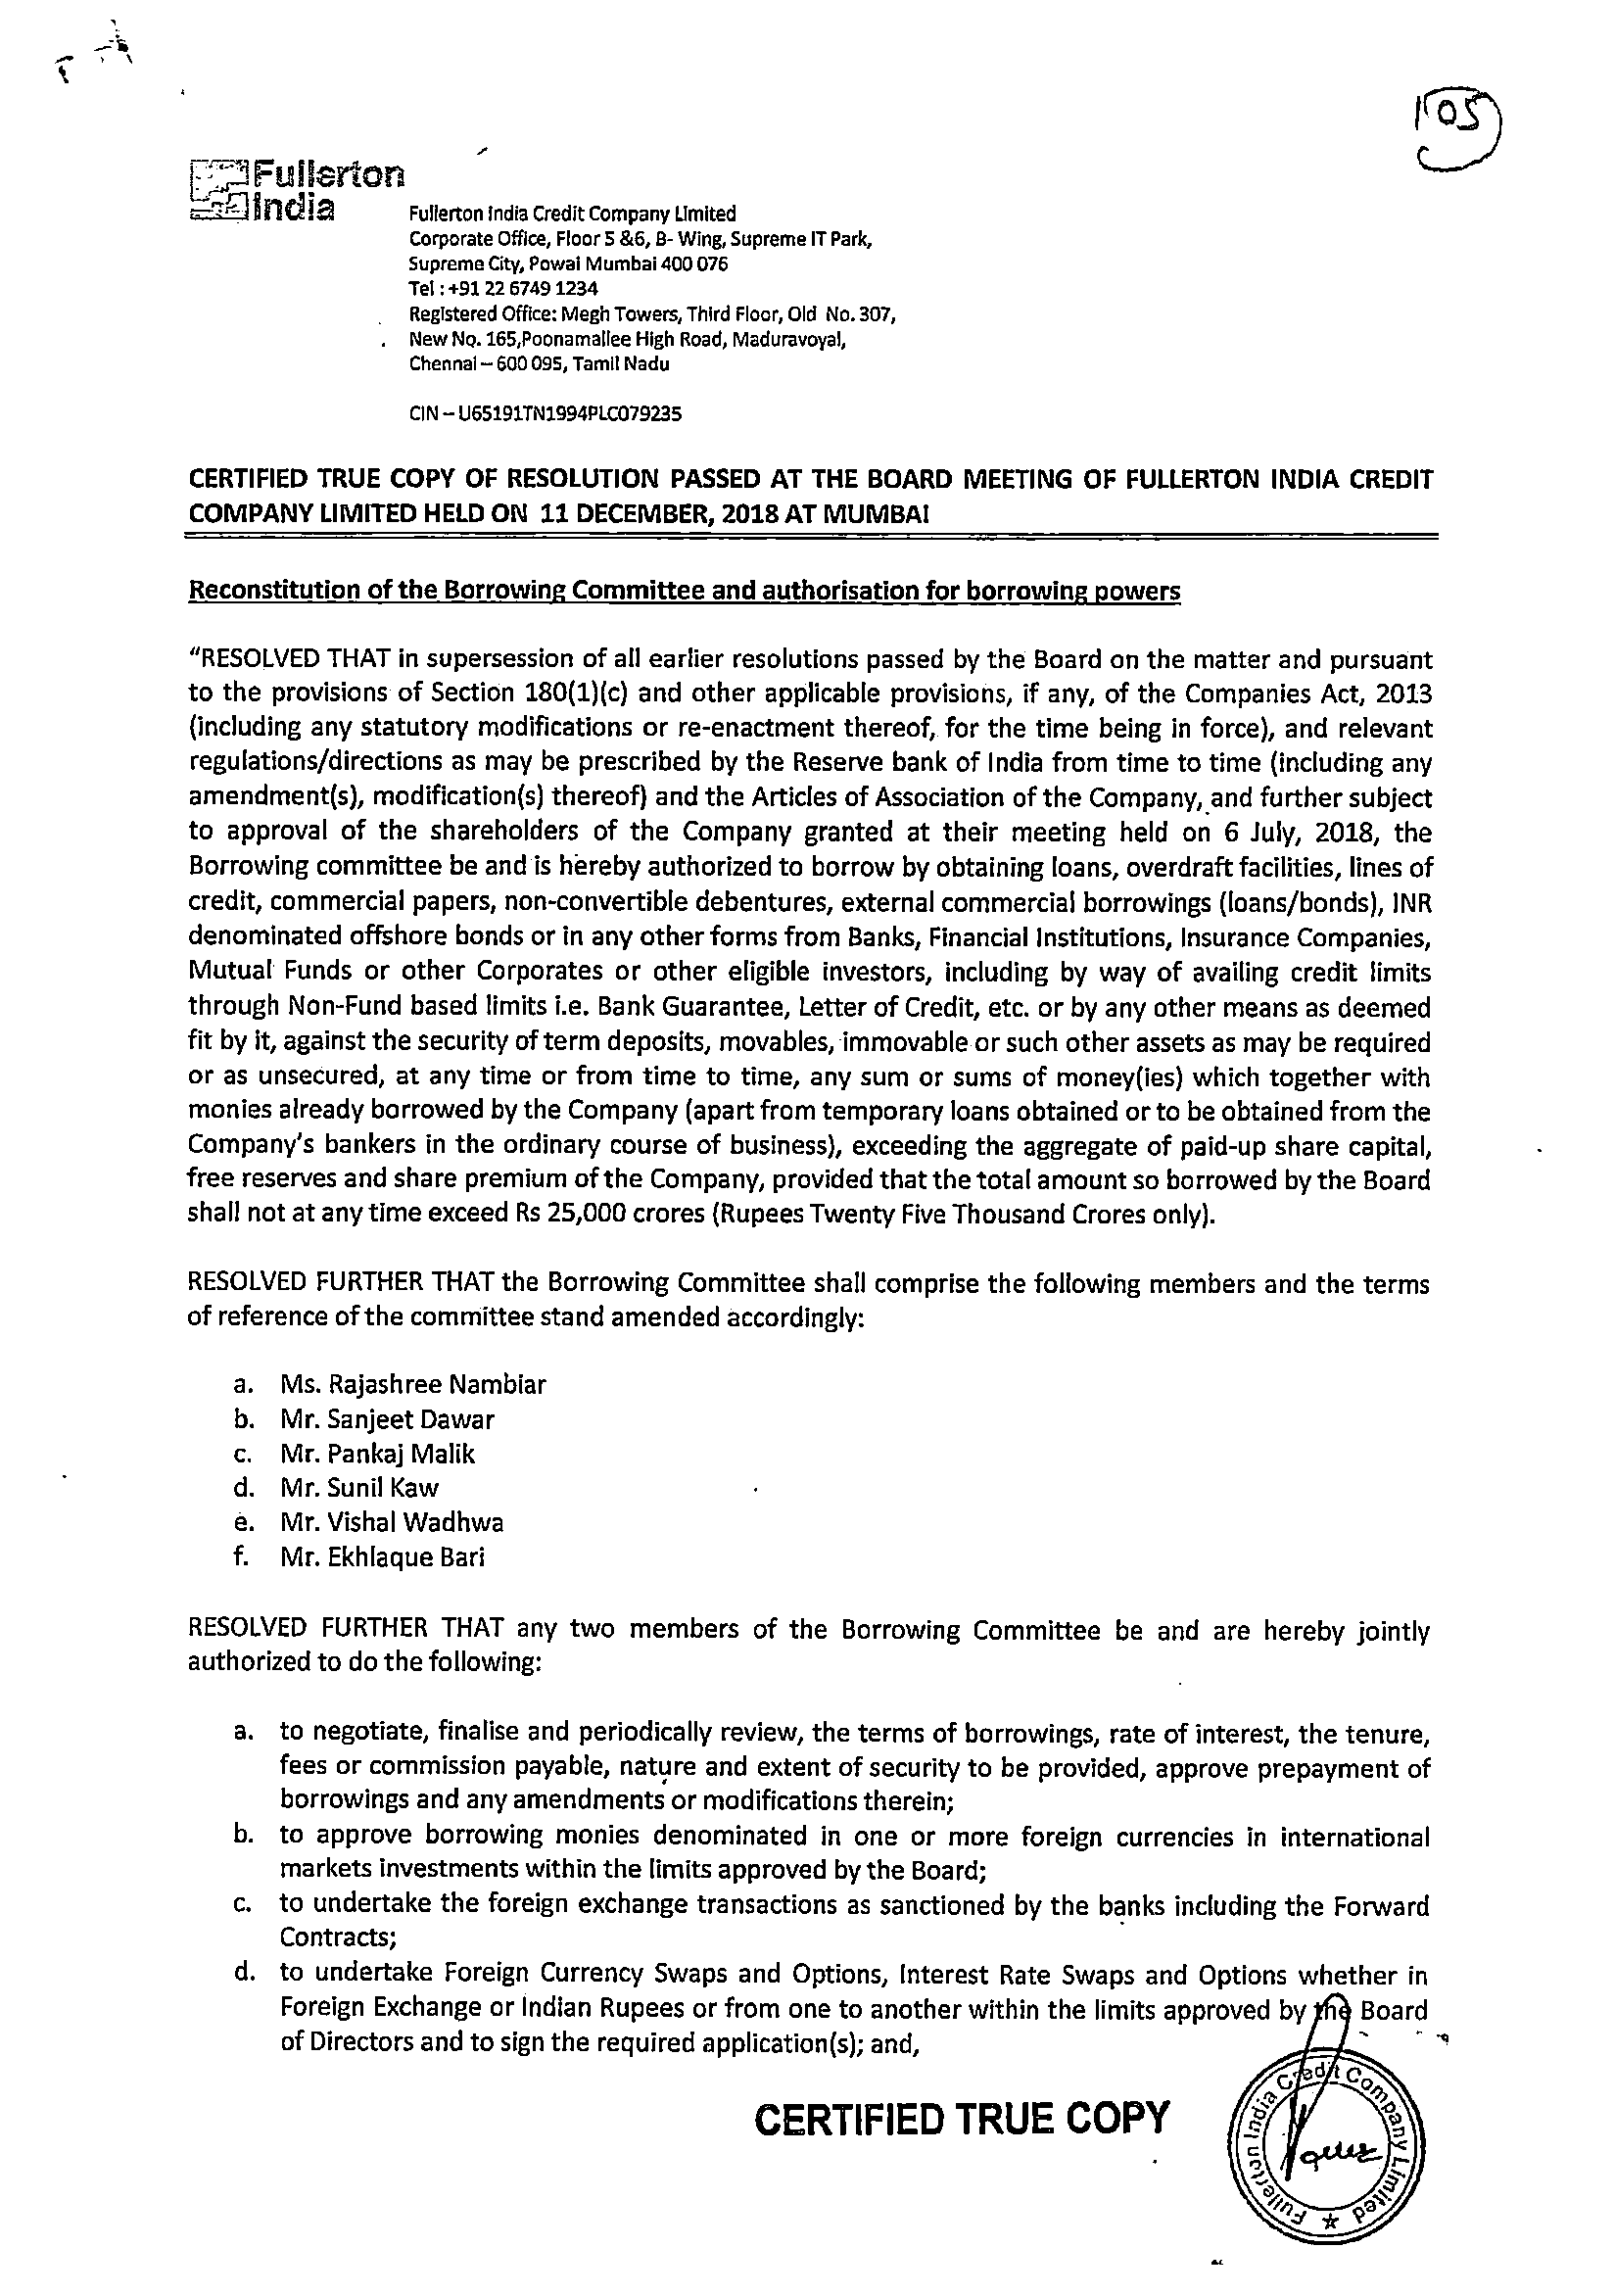 105
Fullerton
India
Fullerton India Credit Company Limited
Corporate Office, Floor 5 &6, B- Wing, Supreme IT Park,
Supreme City, Powai Mumbai 400 076
Tel : +91 22 6749 1234
Registered Office: Megh Towers, Third Floor, Old No. 307,
New No. 165,Poonamallee High Road, Maduravoyal,
Chennai – 600 095, Tamil Nadu
CIN – U65191TN1994PLC079235
CERTIFIED TRUE COPY OF RESOLUTION PASSED AT THE BOARD MEETING OF FULLERTON INDIA CREDIT
COMPANY LIMITED HELD ON 11 DECEMBER, 2018 AT MUMBAI
Reconstitution of the Borrowing Committee and authorisation for borrowing powers
“RESOLVED THAT in supersession of all earlier resolutions passed by the Board on the matter and pursuant
to the provisions of Section 180(1)(c) and other applicable provisions, if any, of the Companies Act, 2013
(including any statutory modifications or re-enactment thereof, for the time being in force), and relevant
regulations/directions as may be prescribed by the Reserve bank of India from time to time (including any
amendment(s), modification(s) thereof) and the Articles of Association of the Company, and further subject
to approval of the shareholders of the Company granted at their meeting held on 6 July, 2018, the
Borrowing committee be and is hereby authorized to borrow by obtaining loans, overdraft facilities, lines of
credit, commercial papers, non-convertible debentures, external commercial borrowings (loans/bonds), INR
denominated offshore bonds or in any other forms from Banks, Financial Institutions, Insurance Companies,
Mutual Funds or other Corporates or other eligible investors, including by way of availing credit limits
through Non-Fund based limits i.e. Bank Guarantee, Letter of Credit, etc. or by any other means as deemed
fit by it, against the security of term deposits, movables, immovable or such other assets as may be required
or as unsecured, at any time or from time to time, any sum or sums of money(ies) which together with
monies already borrowed by the Company (apart from temporary loans obtained or to be obtained from the
Company's bankers in the ordinary course of business), exceeding the aggregate of paid-up share capital,
free reserves and share premium of the Company, provided that the total amount so borrowed by the Board
shall not at any time exceed Rs 25,000 crores (Rupees Twenty Five Thousand Crores only).
RESOLVED FURTHER THAT the Borrowing Committee shall comprise the following members and the terms
of reference of the committee stand amended accordingly:
a. Ms. Rajashree Nambiar
b. Mr. Sanjeet Dawar
c. Mr. Pankaj Malik
d. Mr. Sunil Kaw
e. Mr. Vishal Wadhwa
f. Mr. Ekhlaque Bari
RESOLVED FURTHER THAT any two members of the Borrowing Committee be and are hereby jointly
authorized to do the following:
a. to negotiate, finalise and periodically review, the terms of borrowings, rate of interest, the tenure,
fees or commission payable, nature and extent of security to be provided, approve prepayment of
borrowings and any amendments or modifications therein;
b. to approve borrowing monies denominated in one or more foreign currencies in international
markets investments within the limits approved by the Board;
c. to undertake the foreign exchange transactions as sanctioned by the banks including the Forward
Contracts;
d. to undertake Foreign Currency Swaps and Options, Interest Rate Swaps and Options whether in
Foreign Exchange or Indian Rupees or from one to another within the limits approved by the Board
of Directors and to sign the required application(s); and,
CERTIFIED TRUE COPY
Fullerton India Credit Company Limited